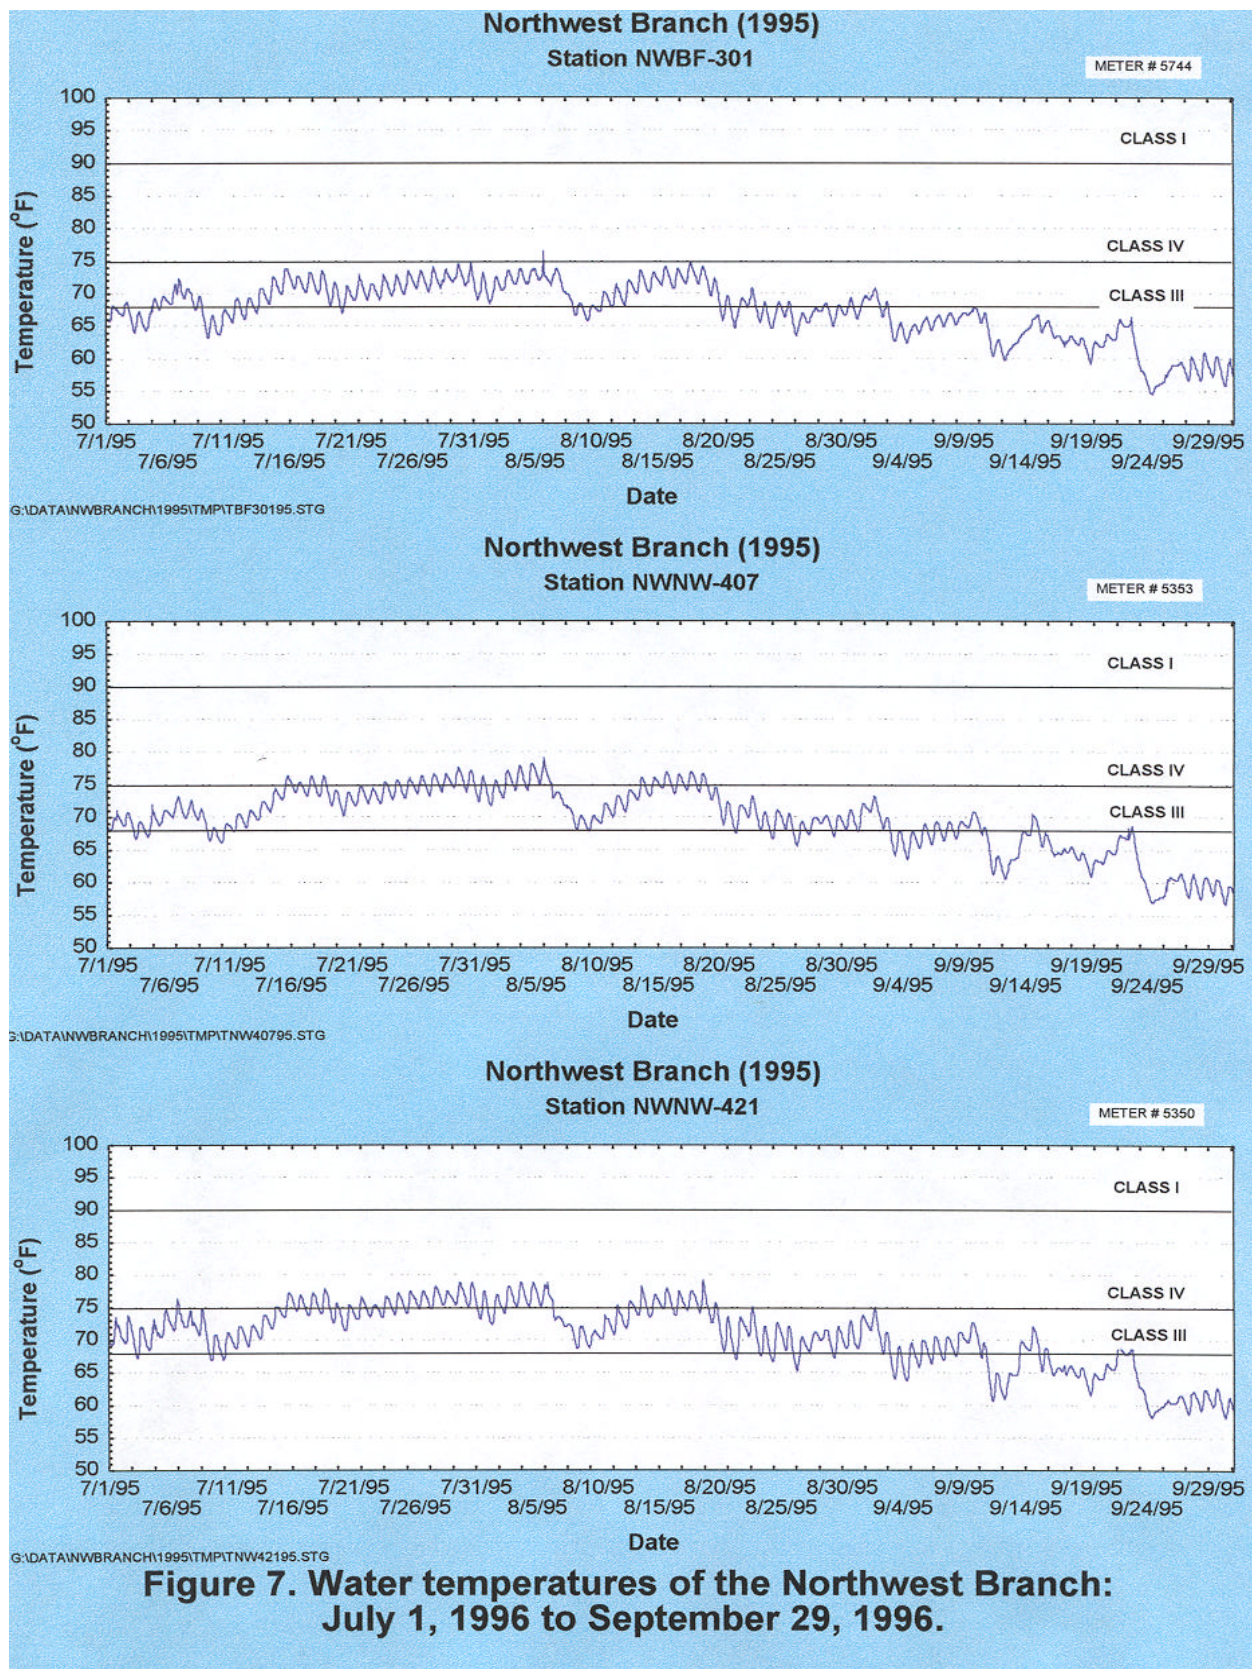 Northwest Branch (1995)
Station NWBF-301
METER # 5744
100
95
90
85
80
75
70
65
60
55
50
Temperature (°F)
CLASS I
CLASS IV
CLASS III
7/1/95 7/11/95 7/21/95 7/31/95 8/10/95 8/20/95 8/30/95 9/9/95 9/19/95 9/29/95
7/6/95 7/16/95 7/26/95 8/5/95 8/15/95 8/25/95 9/4/95 9/14/95 9/24/95
Date
G:\DATA\NWBRANCH\1995\TMP\TBF30195.STG
Northwest Branch (1995)
Station NWNW-407
METER # 5353
100
95
90
85
80
75
70
65
60
55
50
Temperature (°F)
CLASS I
CLASS IV
CLASS III
7/1/95 7/11/95 7/21/95 7/31/95 8/10/95 8/20/95 8/30/95 9/9/95 9/19/95 9/29/95
7/6/95 7/16/95 7/26/95 8/5/95 8/15/95 8/25/95 9/4/95 9/14/95 9/24/95
Date
G:\DATA\NWBRANCH\1995\TMP\TNW40795.STG
Northwest Branch (1995)
Station NWNW-421
METER # 5350
100
95
90
85
80
75
70
65
60
55
50
Temperature (°F)
CLASS I
CLASS IV
CLASS III
7/1/95 7/11/95 7/21/95 7/31/95 8/10/95 8/20/95 8/30/95 9/9/95 9/19/95 9/29/95
7/6/95 7/16/95 7/26/95 8/5/95 8/15/95 8/25/95 9/4/95 9/14/95 9/24/95
Date
G:\DATA\NWBRANCH\1995\TMP\TNW42195.STG
Figure 7. Water temperatures of the Northwest Branch:
July 1, 1996 to September 29, 1996.